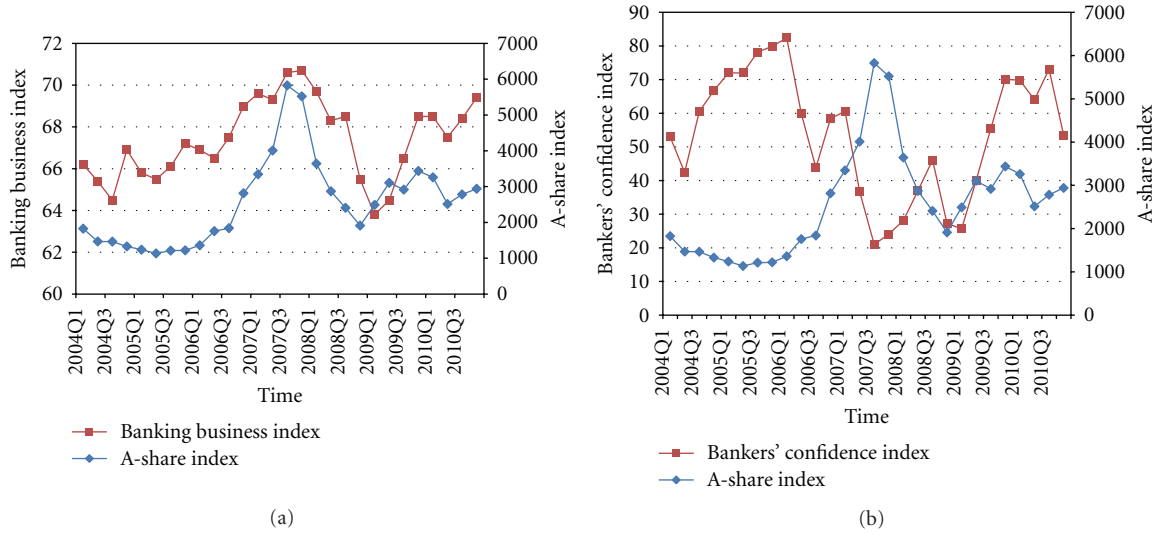 72
70
68
66
64
62
60
Banking business index
7000
6000
5000
4000
3000
2000
1000
0
A-share index
2004Q1
2004Q3
2005Q1
2005Q3
2006Q1
2006Q3
2007Q1
2007Q3
2008Q1
2008Q3
2009Q1
2009Q3
2010Q1
2010Q3
Time
Banking business index
A-share index
(a)
90
80
70
60
50
40
30
20
10
0
Bankers' confidence index
7000
6000
5000
4000
3000
2000
1000
0
A-share index
2004Q1
2004Q3
2005Q1
2005Q3
2006Q1
2006Q3
2007Q1
2007Q3
2008Q1
2008Q3
2009Q1
2009Q3
2010Q1
2010Q3
Time
Bankers' confidence index
A-share index
(b)